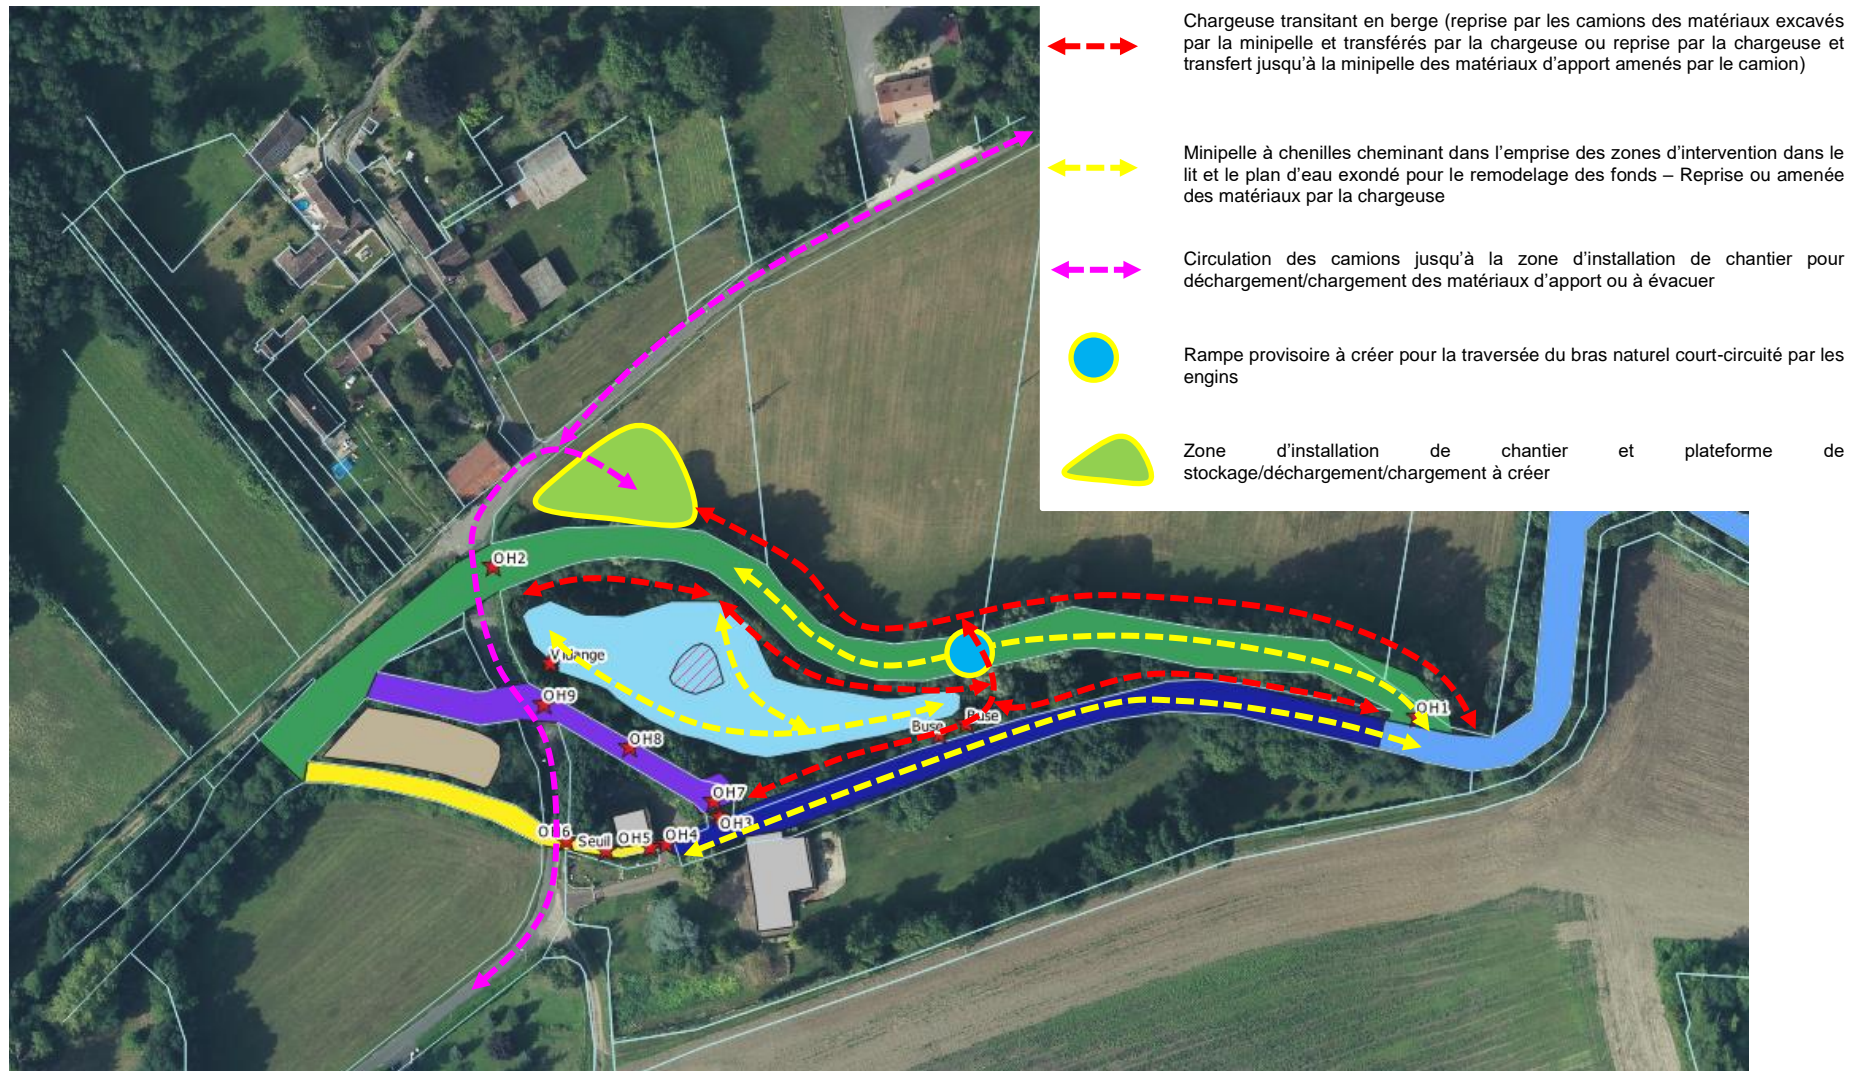 Chargeuse transitant en berge (reprise par les camions des matériaux excavés
par la minipelle et transférés par la chargeuse ou reprise par la chargeuse et
transfert jusqu’à la minipelle des matériaux d’apport amenés par le camion)
Minipelle à chenilles cheminant dans l’emprise des zones d’intervention dans le
lit et le plan d’eau exondé pour le remodelage des fonds – Reprise ou amenée
des matériaux par la chargeuse
Circulation des camions jusqu’à la zone d’installation de chantier pour
déchargement/chargement des matériaux d’apport ou à évacuer
Rampe provisoire à créer pour la traversée du bras naturel court-circuité par les
engins
Zone d’installation de chantier et plateforme de
stockage/déchargement/chargement à créer
OH2
Vidange
OH9
OH8
Buse
Buse
OH1
OH7
OH3
OH6
Seuil
OH5
OH4